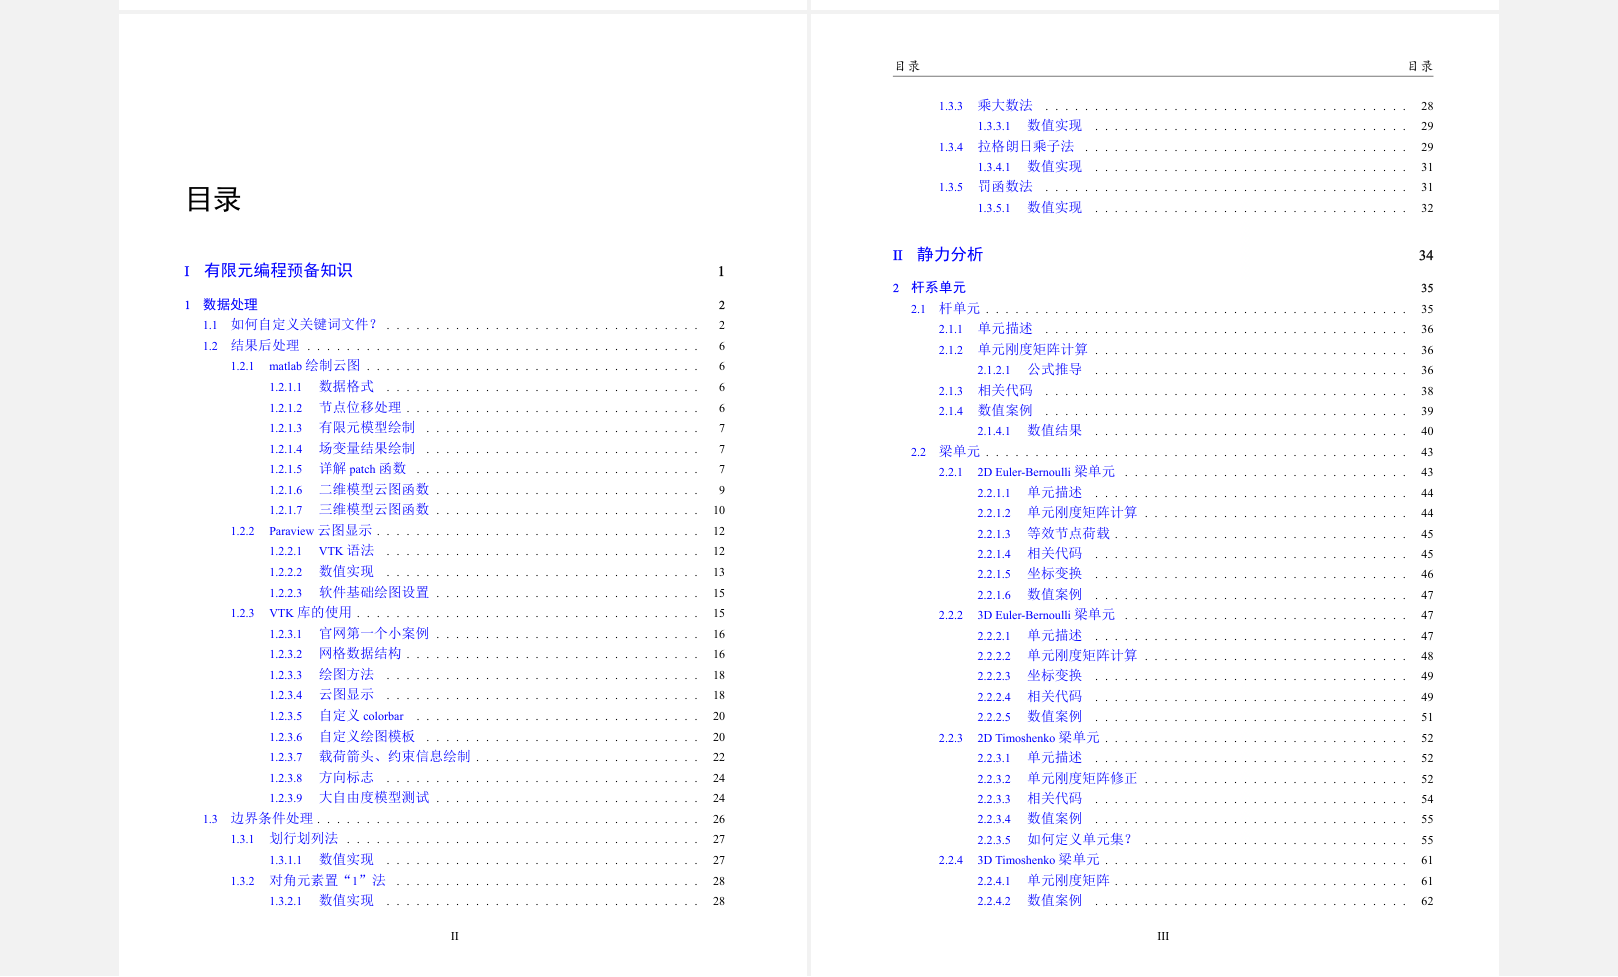 目录
I 有限元编程预备知识 1
1 数据处理 2
1.1 如何自定义关键词文件? 2
1.2 结果后处理 6
1.2.1 matlab 绘制云图 6
1.2.1.1 数据格式 6
1.2.1.2 节点位移处理 6
1.2.1.3 有限元模型绘制 7
1.2.1.4 场变量结果绘制 7
1.2.1.5 详解 patch 函数 7
1.2.1.6 二维模型云图函数 9
1.2.1.7 三维模型云图函数 10
1.2.2 Paraview 云图显示 12
1.2.2.1 VTK 语法 12
1.2.2.2 数值实现 13
1.2.2.3 软件基础绘图设置 15
1.2.3 VTK 库的使用 15
1.2.3.1 官网第一个小案例 16
1.2.3.2 网格数据结构 16
1.2.3.3 绘图方法 18
1.2.3.4 云图显示 18
1.2.3.5 自定义 colorbar 20
1.2.3.6 自定义绘图模板 20
1.2.3.7 载荷箭头、约束信息绘制 22
1.2.3.8 方向标志 24
1.2.3.9 大自由度模型测试 24
1.3 边界条件处理 26
1.3.1 划行划列法 27
1.3.1.1 数值实现 27
1.3.2 对角元素置“1”法 28
1.3.2.1 数值实现 28
II
目录 目录
1.3.3 乘大数法 28
1.3.3.1 数值实现 29
1.3.4 拉格朗日乘子法 29
1.3.4.1 数值实现 31
1.3.5 罚函数法 31
1.3.5.1 数值实现 32
II 静力分析 34
2 杆系单元 35
2.1 杆单元 35
2.1.1 单元描述 36
2.1.2 单元刚度矩阵计算 36
2.1.2.1 公式推导 36
2.1.3 相关代码 38
2.1.4 数值案例 39
2.1.4.1 数值结果 40
2.2 梁单元 43
2.2.1 2D Euler-Bernoulli 梁单元 43
2.2.1.1 单元描述 44
2.2.1.2 单元刚度矩阵计算 44
2.2.1.3 等效节点荷载 45
2.2.1.4 相关代码 45
2.2.1.5 坐标变换 46
2.2.1.6 数值案例 47
2.2.2 3D Euler-Bernoulli 梁单元 47
2.2.2.1 单元描述 47
2.2.2.2 单元刚度矩阵计算 48
2.2.2.3 坐标变换 49
2.2.2.4 相关代码 49
2.2.2.5 数值案例 51
2.2.3 2D Timoshenko 梁单元 52
2.2.3.1 单元描述 52
2.2.3.2 单元刚度矩阵修正 52
2.2.3.3 相关代码 54
2.2.3.4 数值案例 55
2.2.3.5 如何定义单元集? 55
2.2.4 3D Timoshenko 梁单元 61
2.2.4.1 单元刚度矩阵 61
2.2.4.2 数值案例 62
III